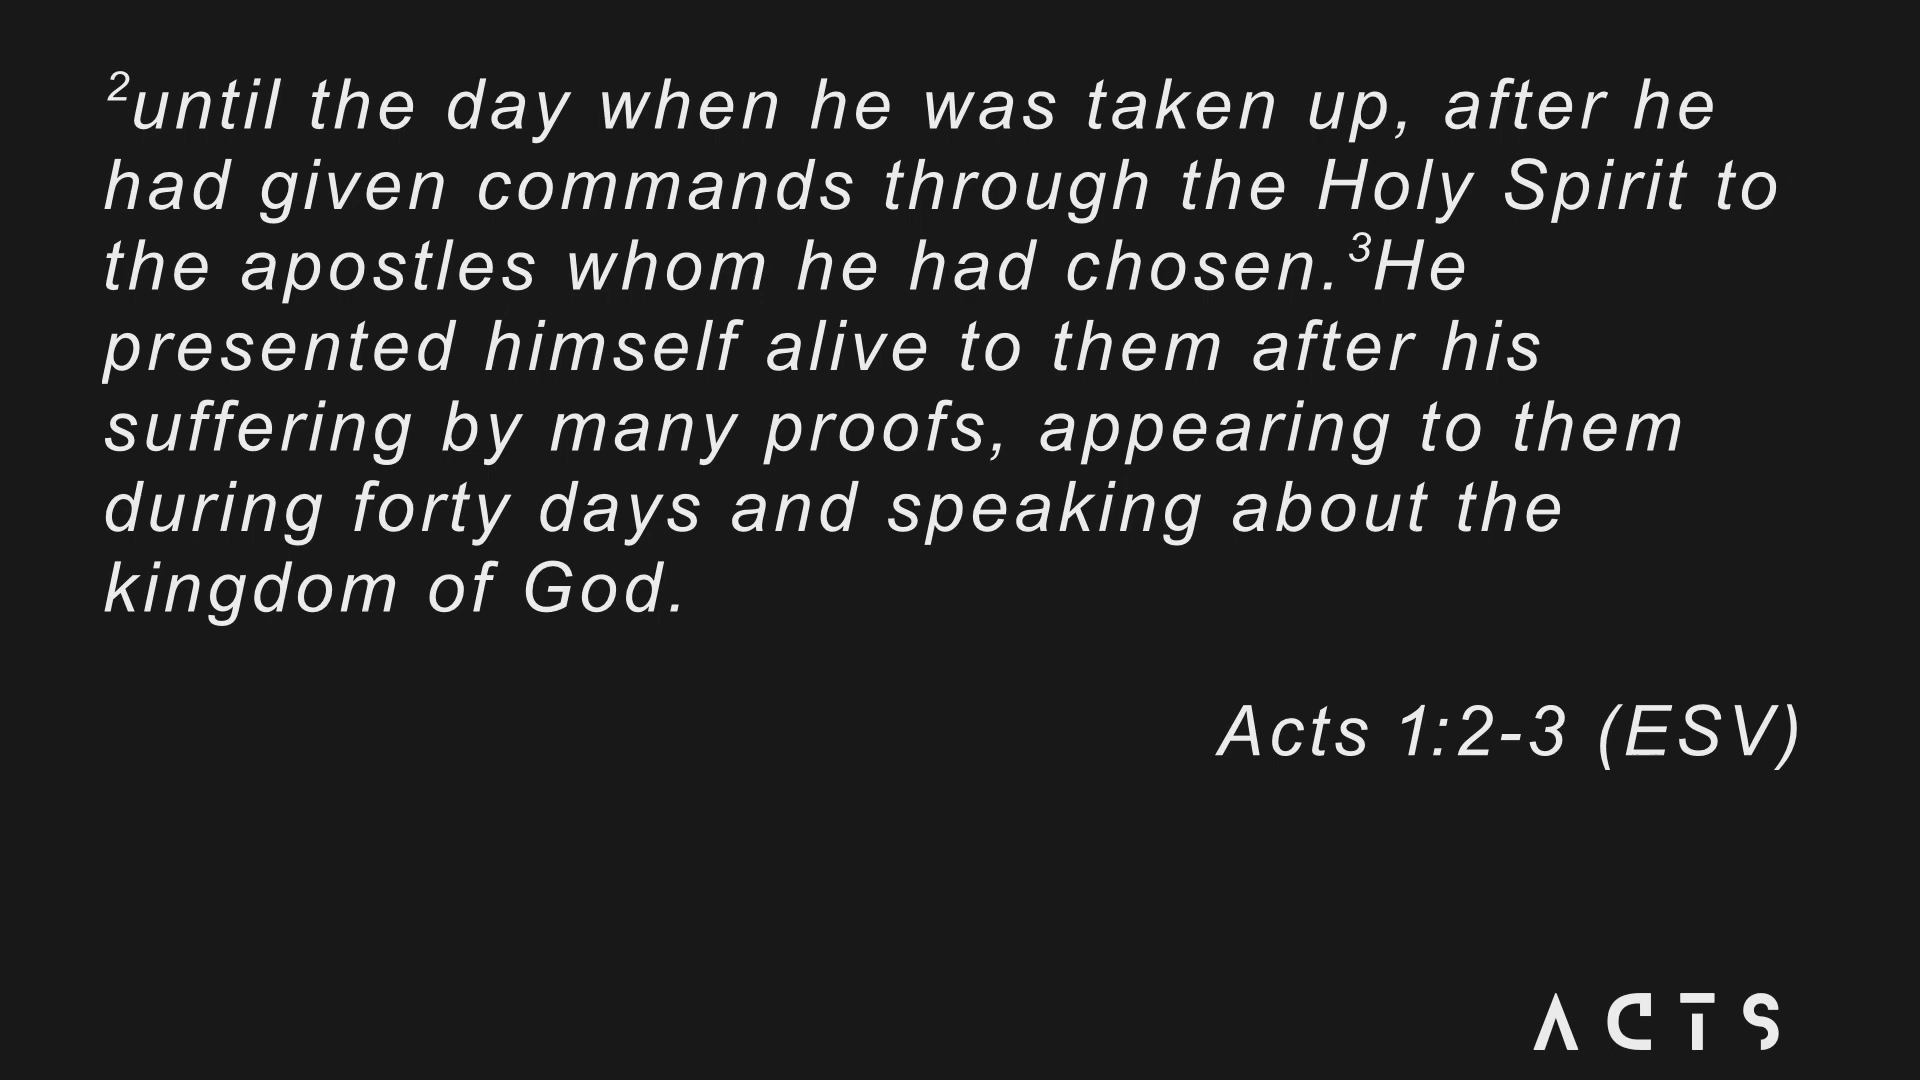 ²until the day when he was taken up, after he
had given commands through the Holy Spirit to
the apostles whom he had chosen.³He
presented himself alive to them after his
suffering by many proofs, appearing to them
during forty days and speaking about the
kingdom of God.
Acts 1:2-3 (ESV)
ACTS